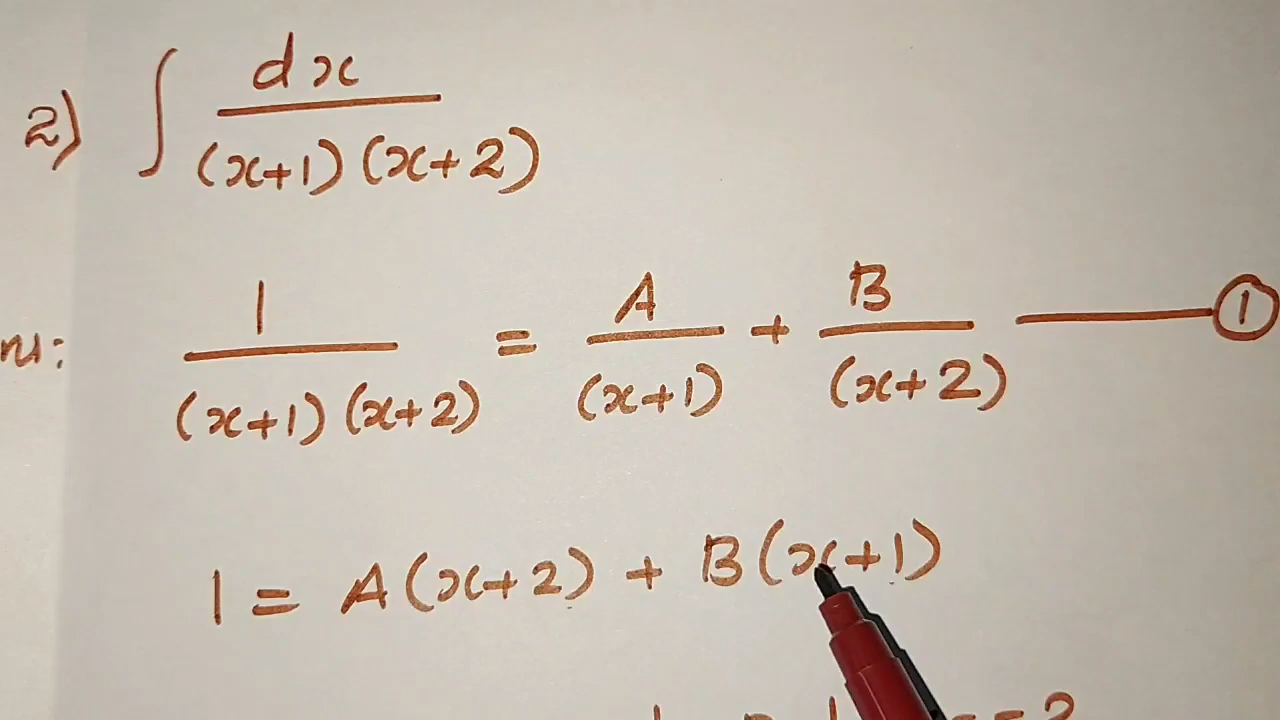 2) ∫ dx / (x+1)(x+2)
1 / (x+1)(x+2) = A / (x+1) + B / (x+2) —— ①
1 = A(x+2) + B(x+1)